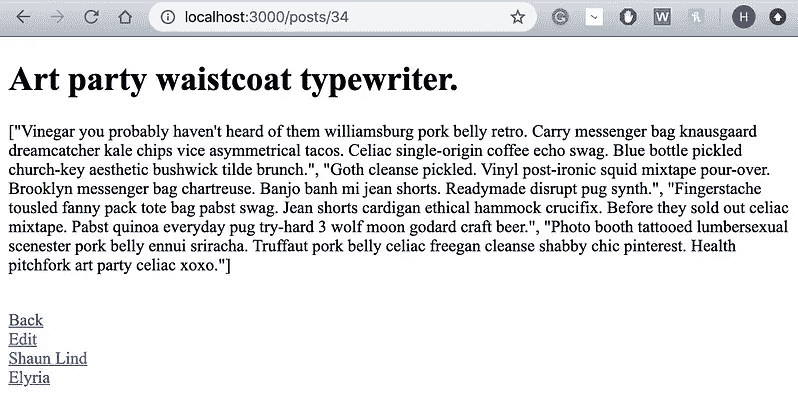 localhost:3000/posts/34
W
H
Art party waistcoat typewriter.
["Vinegar you probably haven't heard of them williamsburg pork belly retro. Carry messenger bag knausgaard
dreamcatcher kale chips vice asymmetrical tacos. Celiac single-origin coffee echo swag. Blue bottle pickled
church-key aesthetic bushwick tilde brunch.", "Goth cleanse pickled. Vinyl post-ironic squid mixtape pour-over.
Brooklyn messenger bag chartreuse. Banjo banh mi jean shorts. Readymade disrupt pug synth.", "Fingerstache
tousled fanny pack tote bag pabst swag. Jean shorts cardigan ethical hammock crucifix. Before they sold out celiac
mixtape. Pabst quinoa everyday pug try-hard 3 wolf moon godard craft beer.", "Photo booth tattooed lumbersexual
scenester pork belly ennui sriracha. Truffaut pork belly celiac freegan cleanse shabby chic pinterest. Health
pitchfork art party celiac xoxo."]
Back
Edit
Shaun Lind
Elyria